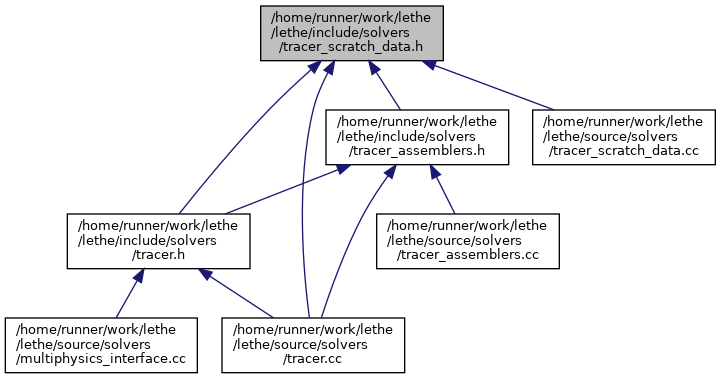 /home/runner/work/lethe
/lethe/include/solvers
/tracer_scratch_data.h
/home/runner/work/lethe
/lethe/include/solvers
/tracer_assemblers.h
/home/runner/work/lethe
/lethe/source/solvers
/tracer_scratch_data.cc
/home/runner/work/lethe
/lethe/include/solvers
/tracer.h
/home/runner/work/lethe
/lethe/source/solvers
/tracer_assemblers.cc
/home/runner/work/lethe
/lethe/source/solvers
/multiphysics_interface.cc
/home/runner/work/lethe
/lethe/source/solvers
/tracer.cc